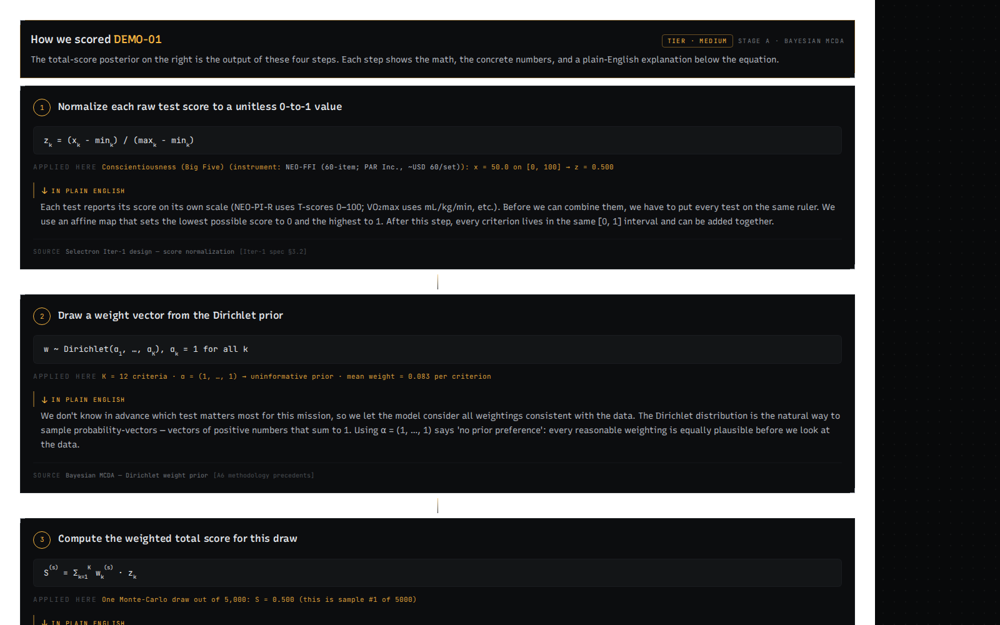 How we scored DEMO-01
TIER · MEDIUM STAGE A · BAYESIAN MCDA
The total-score posterior on the right is the output of these four steps. Each step shows the math, the concrete numbers, and a plain-English explanation below the equation.
1 Normalize each raw test score to a unitless 0-to-1 value
zₖ = (xₖ - minₖ) / (maxₖ - minₖ)
APPLIED HERE Conscientiousness (Big Five) (instrument: NEO-FFI (60-item; PAR Inc., ~USD 60/set)): x = 50.0 on [0, 100] → z = 0.500
↓ IN PLAIN ENGLISH
Each test reports its score on its own scale (NEO-PI-R uses T-scores 0–100; VO₂max uses mL/kg/min, etc.). Before we can combine them, we have to put every test on the same ruler. We
use an affine map that sets the lowest possible score to 0 and the highest to 1. After this step, every criterion lives in the same [0, 1] interval and can be added together.
SOURCE Selectron Iter-1 design — score normalization [Iter-1 spec §3.2]
2 Draw a weight vector from the Dirichlet prior
w ~ Dirichlet(α₁, …, α_K), αₖ = 1 for all k
APPLIED HERE K = 12 criteria · α = (1, …, 1) → uninformative prior · mean weight = 0.083 per criterion
↓ IN PLAIN ENGLISH
We don't know in advance which test matters most for this mission, so we let the model consider all weightings consistent with the data. The Dirichlet distribution is the natural way to
sample probability-vectors — vectors of positive numbers that sum to 1. Using α = (1, …, 1) says 'no prior preference': every reasonable weighting is equally plausible before we look at
the data.
SOURCE Bayesian MCDA — Dirichlet weight prior [A6 methodology precedents]
3 Compute the weighted total score for this draw
S^(s) = Σ_k=1^K wₖ^(s) · zₖ
APPLIED HERE One Monte-Carlo draw out of 5,000: S = 0.500 (this is sample #1 of 5000)
↓ IN PLAIN ENGLISH